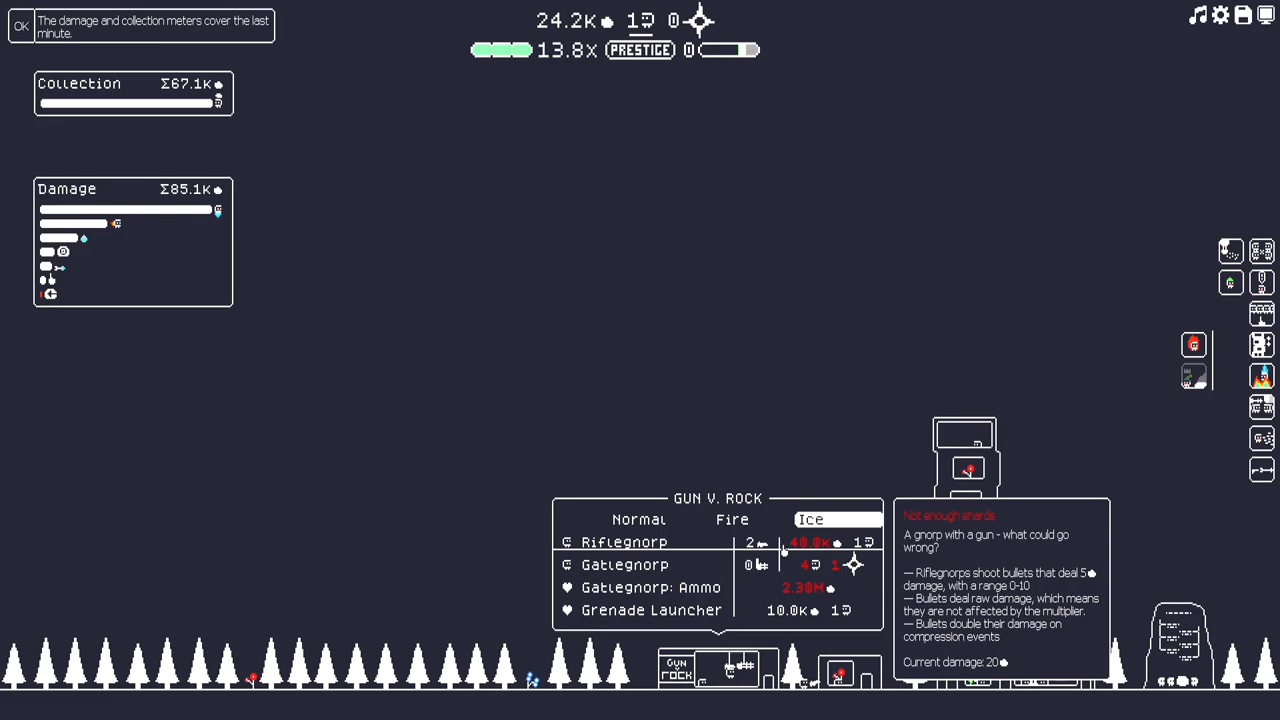 OK
The damage and collection meters cover the last
minute.
24.2K 1 0
13.8X PRESTIGE 0
Collection Σ67.1K
Damage Σ85.1K
GUN V. ROCK
Normal Fire Ice
Riflegnorp 2 40.0K 1
Gatlegnorp 0 4 1
Gatlegnorp: Ammo 2.30M
Grenade Launcher 10.0K 1
Not enough shards
A gnorp with a gun - what could go
wrong?
— Riflegnorps shoot bullets that deal 5
damage, with a range 0-10
— Bullets deal raw damage, which means
they are not affected by the multiplier.
— Bullets double their damage on
compression events
Current damage: 20
GUN V
ROCK